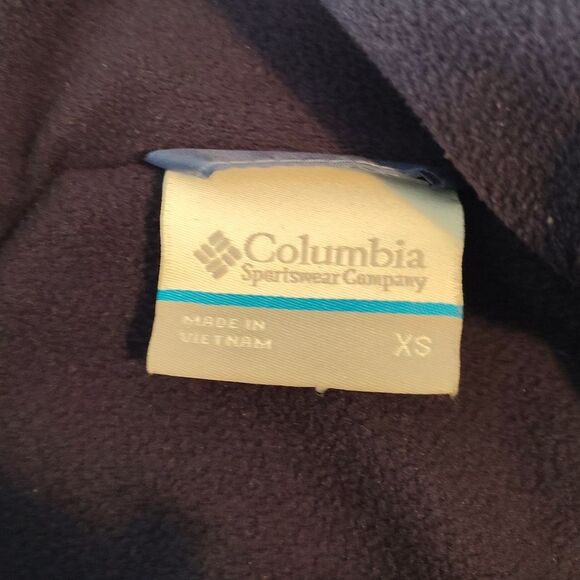 Columbia
Sportswear Company
MADE IN
VIETNAM
XS